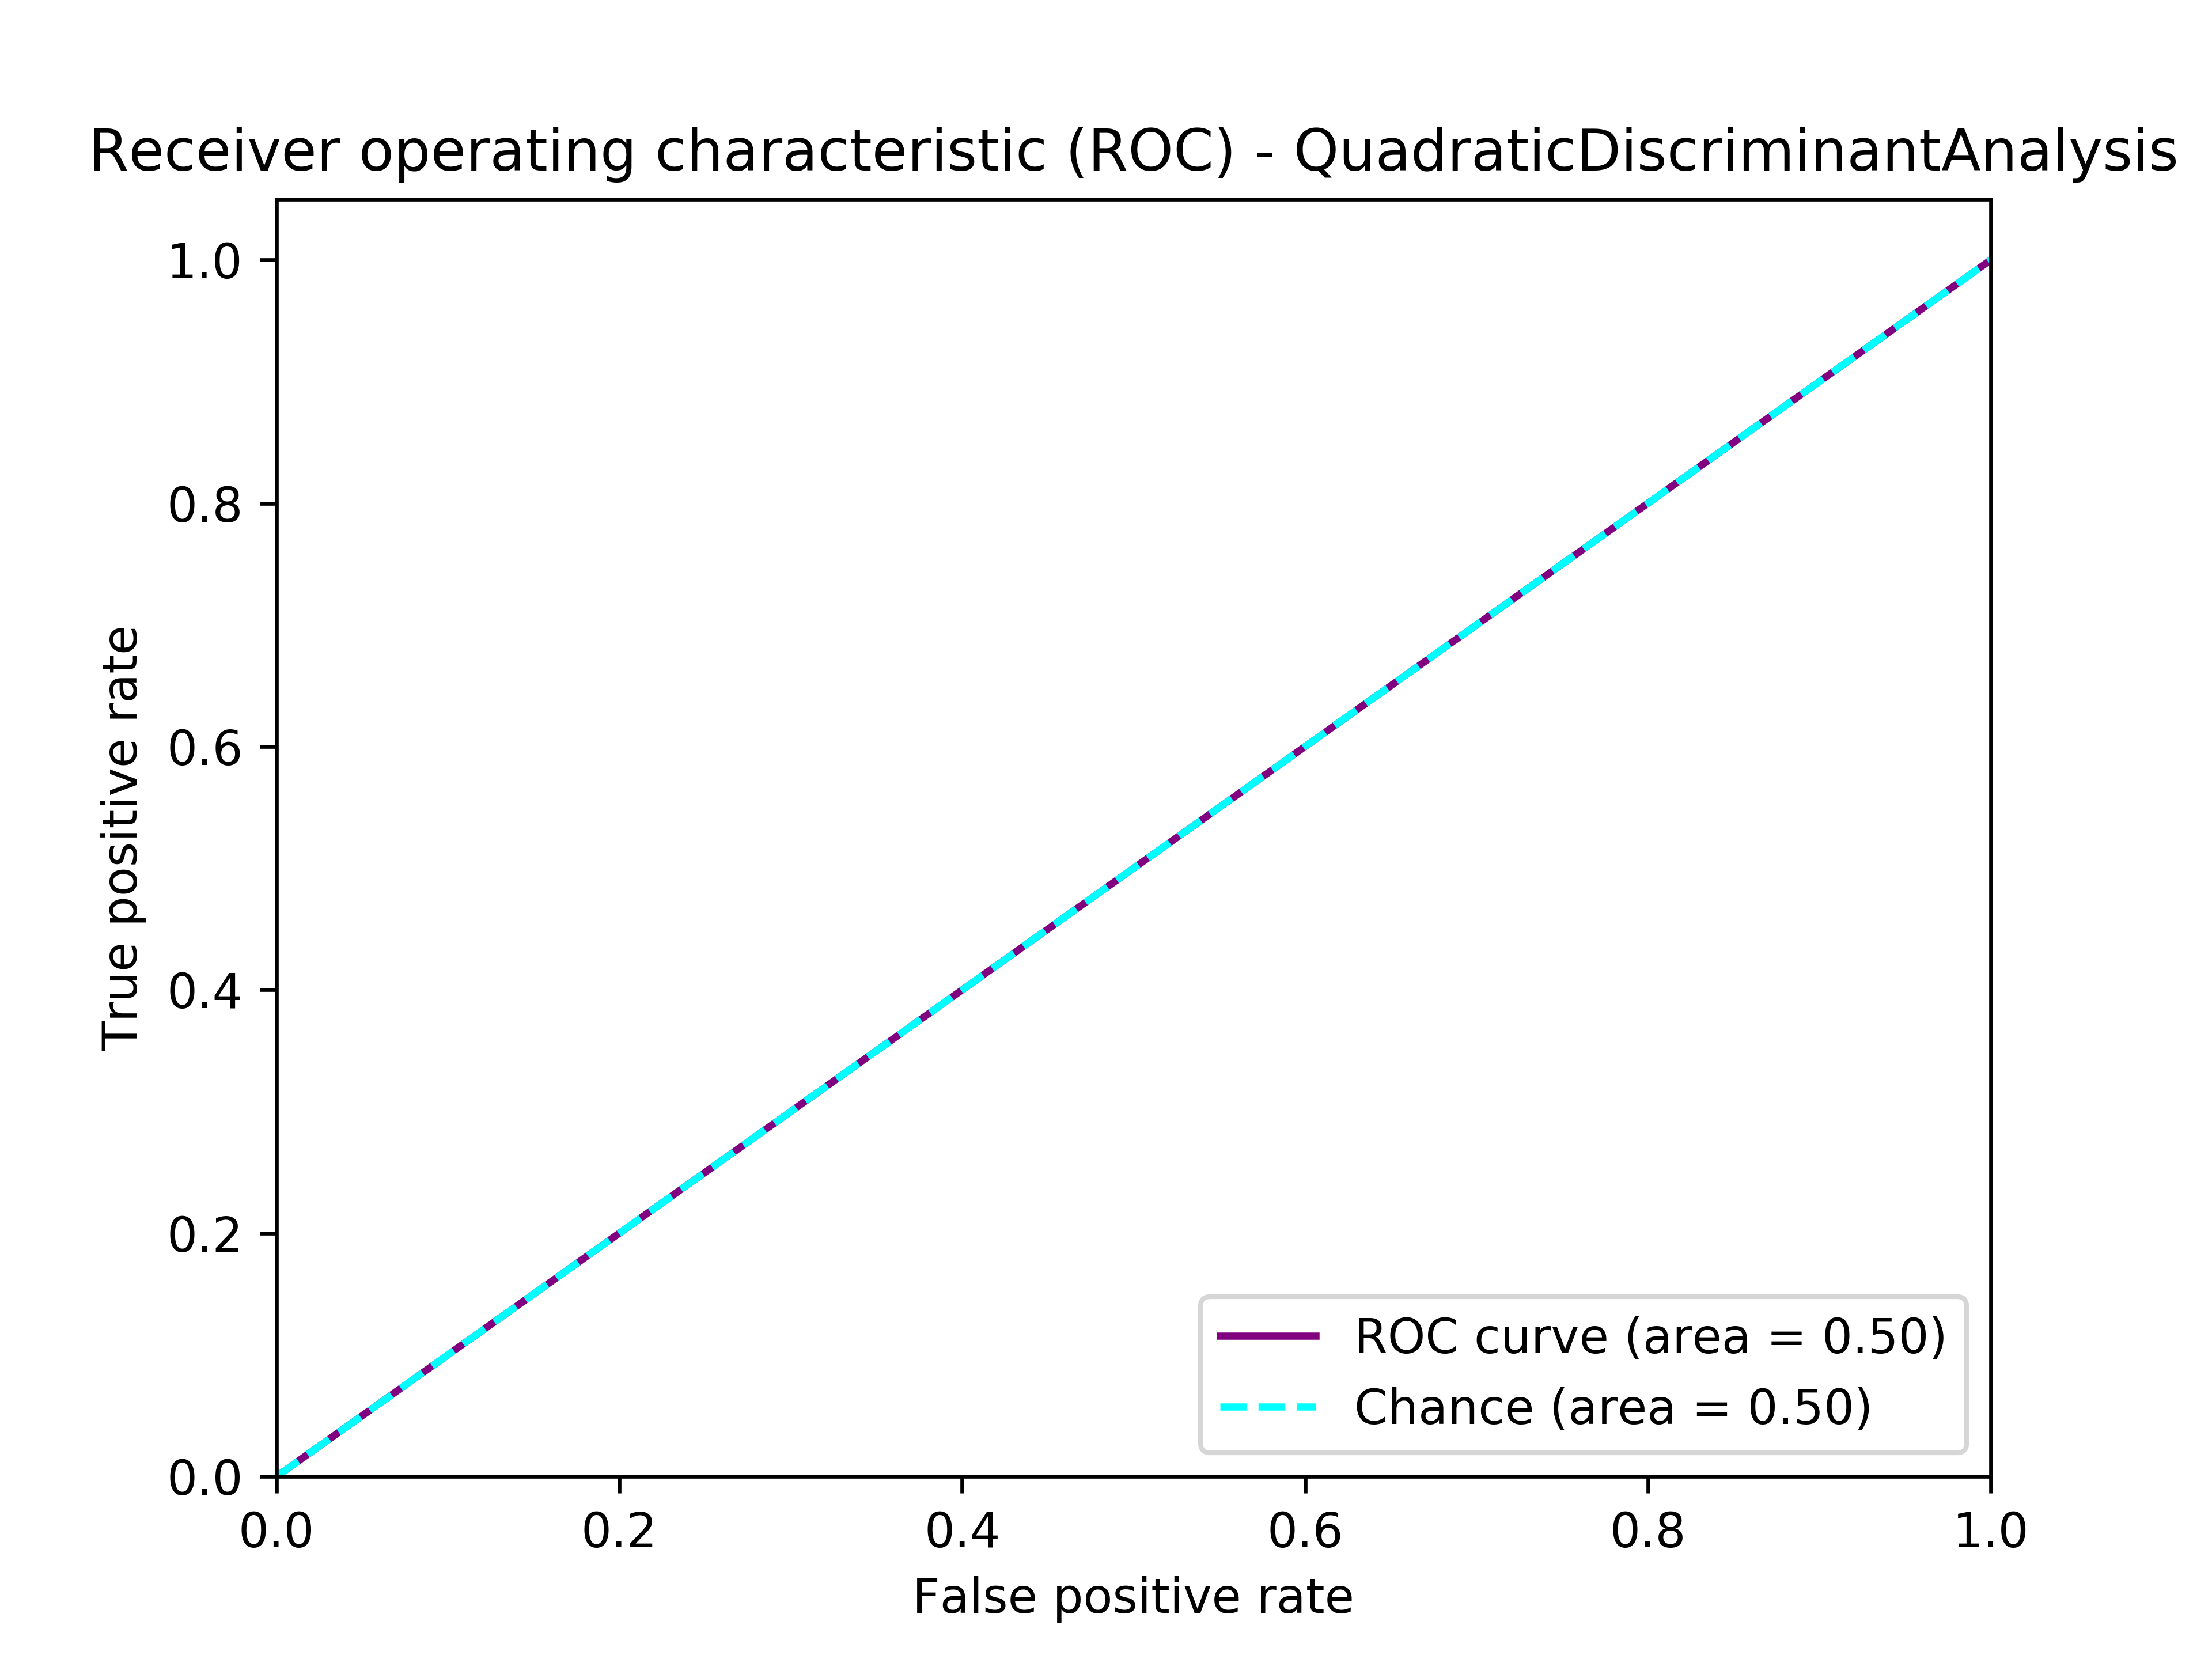 Receiver operating characteristic (ROC) - QuadraticDiscriminantAnalysis
True positive rate
1.0
0.8
0.6
0.4
0.2
0.0
0.0 0.2 0.4 0.6 0.8 1.0
False positive rate
ROC curve (area = 0.50)
Chance (area = 0.50)